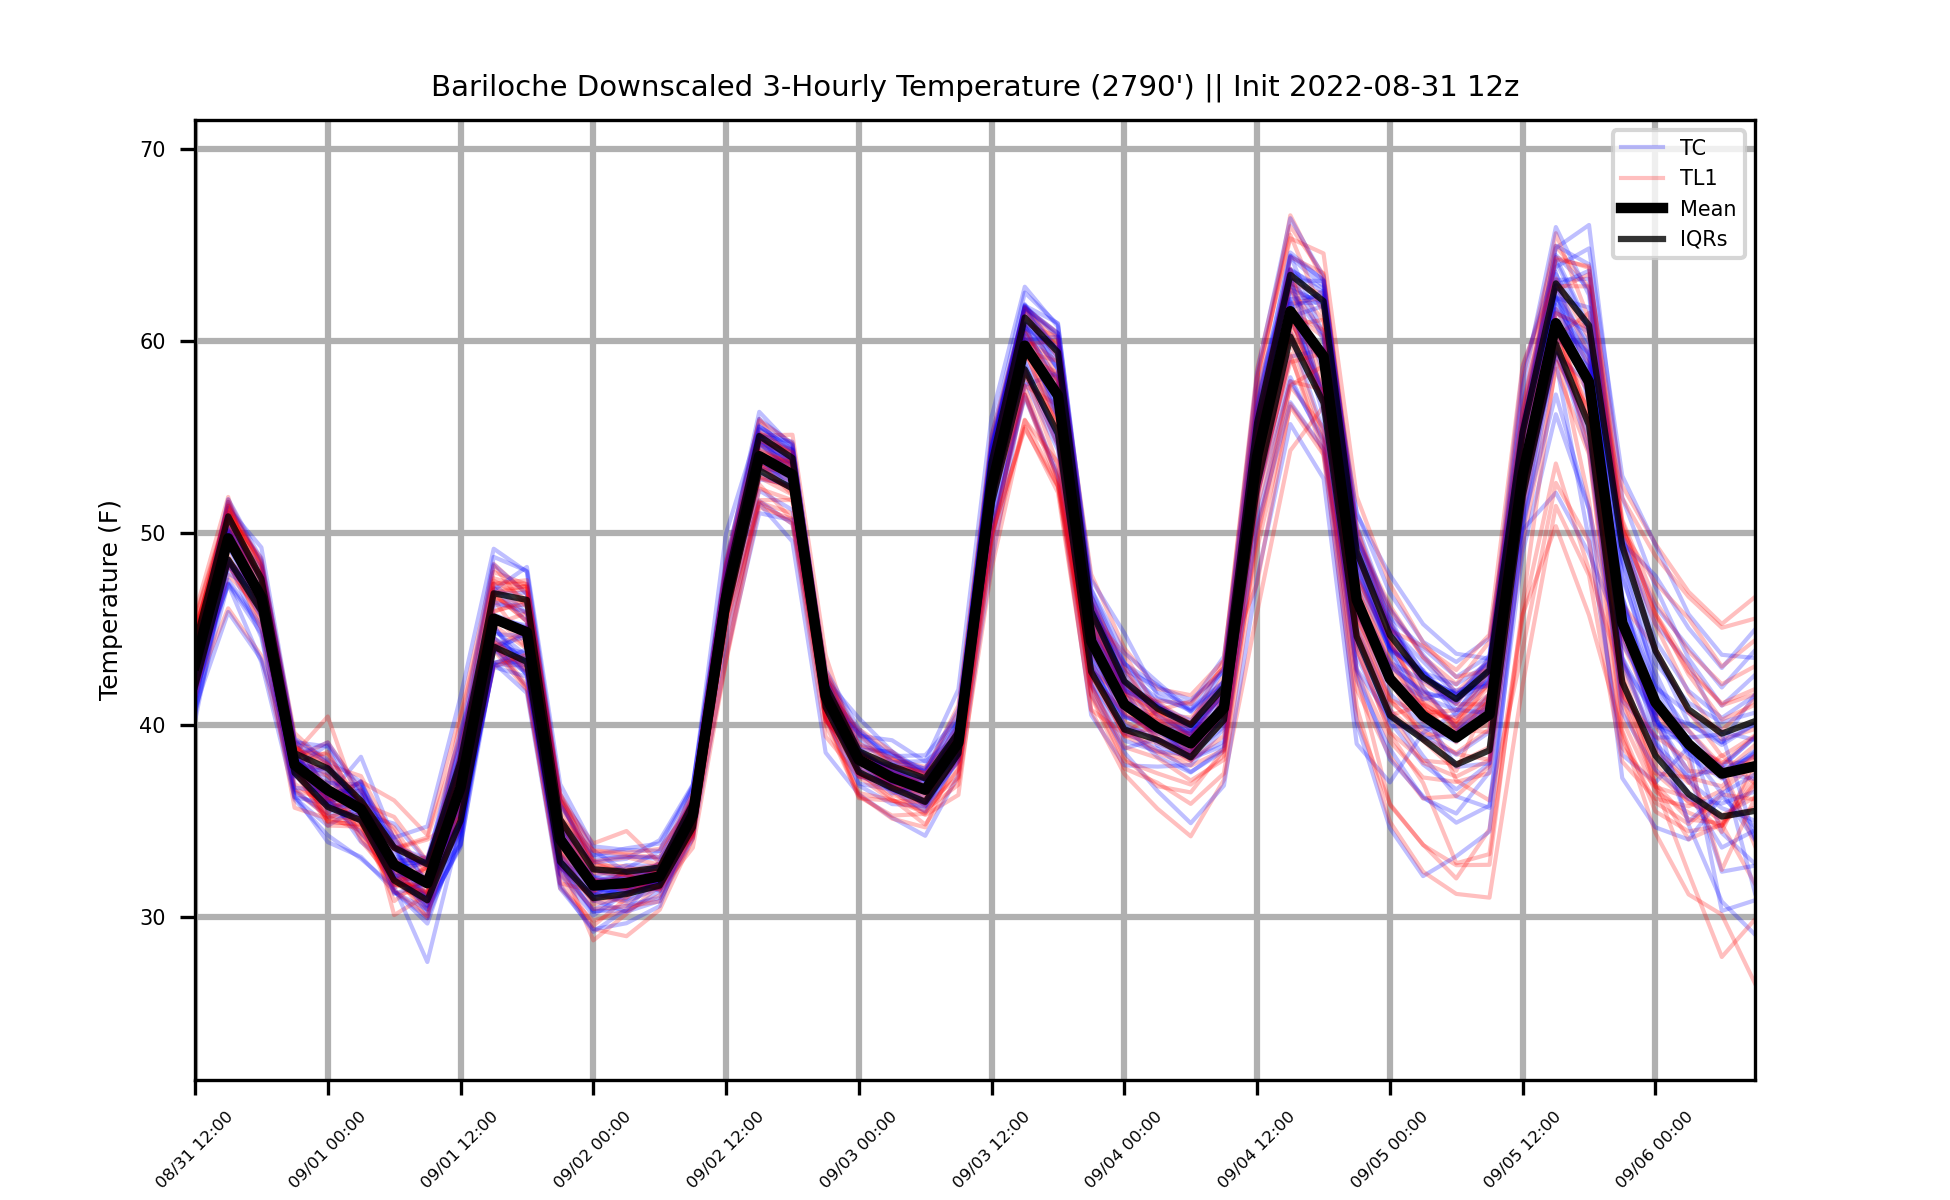 Bariloche Downscaled 3-Hourly Temperature (2790') || Init 2022-08-31 12z
TC
TL1
Mean
IQRs
Temperature (F)
70
60
50
40
30
08/31 12:00
09/01 00:00
09/01 12:00
09/02 00:00
09/02 12:00
09/03 00:00
09/03 12:00
09/04 00:00
09/04 12:00
09/05 00:00
09/05 12:00
09/06 00:00